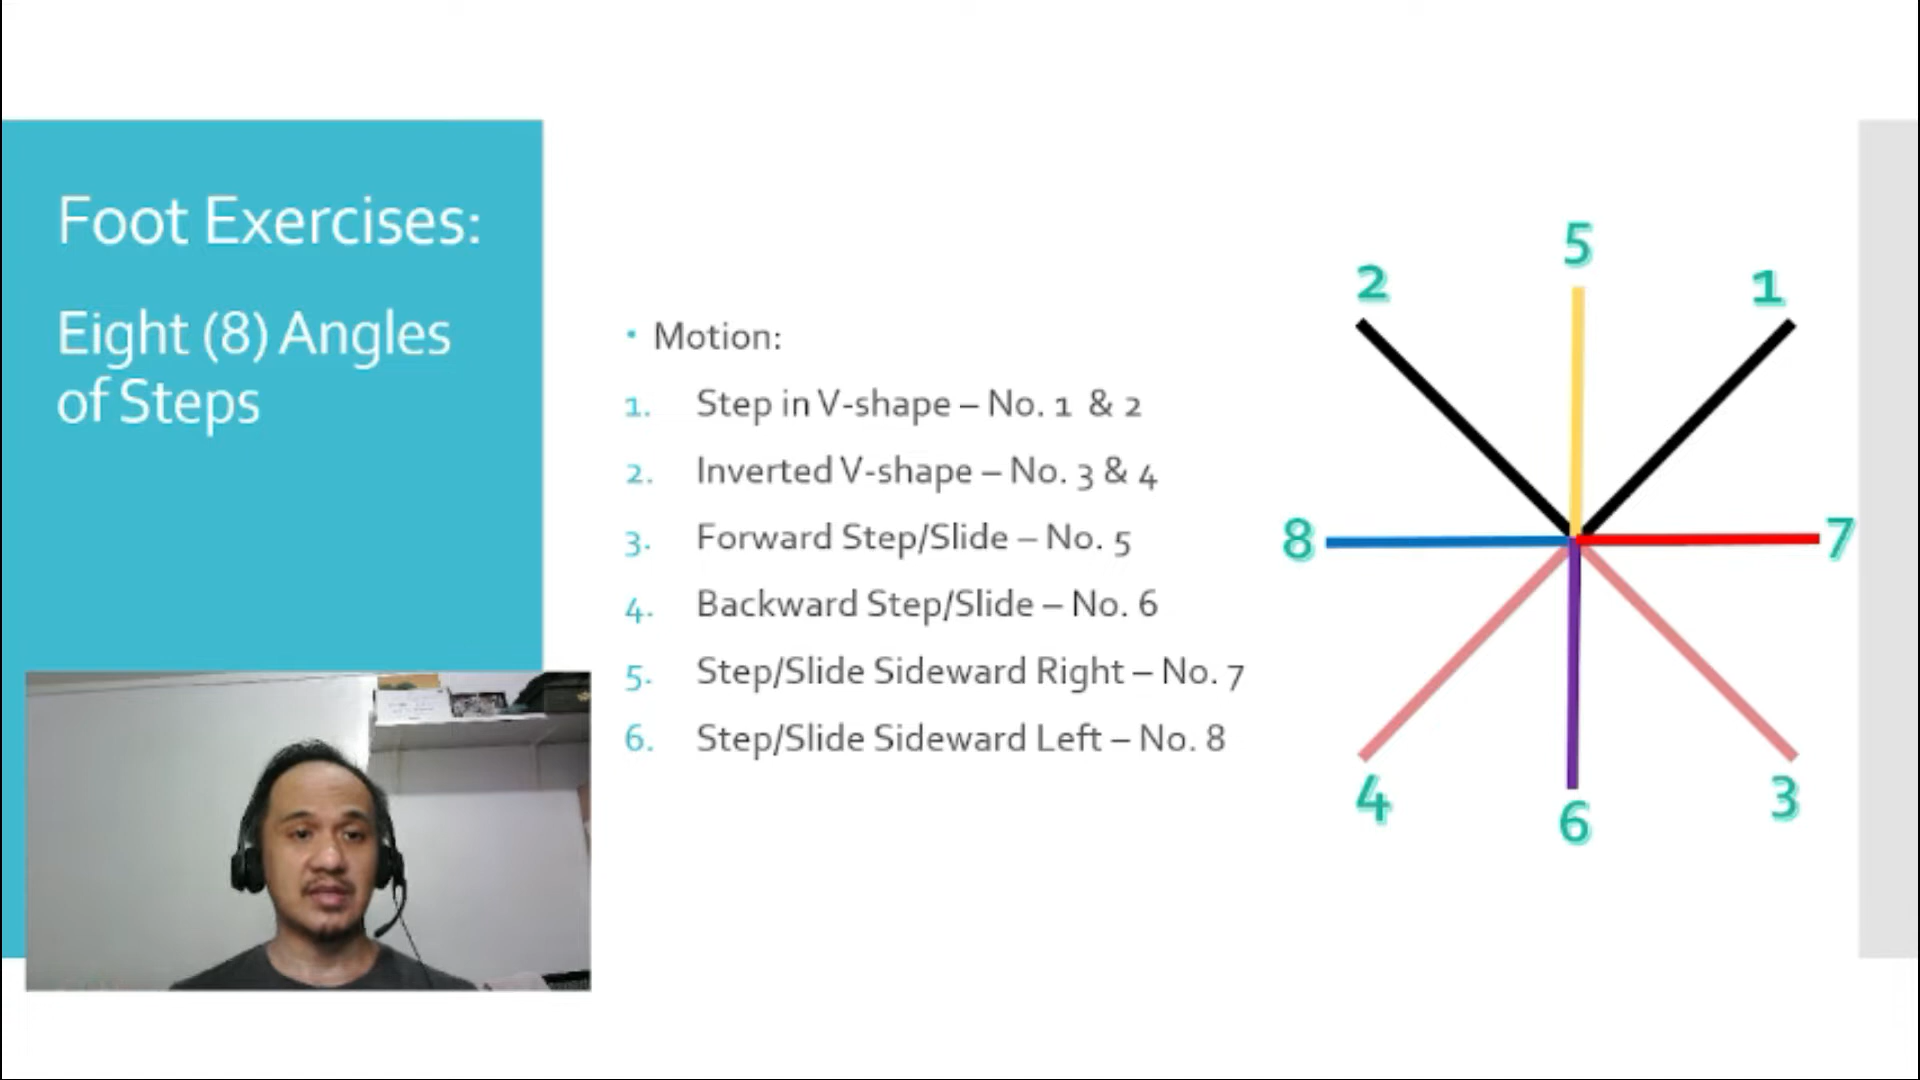 Foot Exercises:
Eight (8) Angles
of Steps
• Motion:
1. Step in V-shape – No. 1 & 2
2. Inverted V-shape – No. 3 & 4
3. Forward Step/Slide – No. 5
4. Backward Step/Slide – No. 6
5. Step/Slide Sideward Right – No. 7
6. Step/Slide Sideward Left – No. 8
5
2
1
8
7
4
3
6